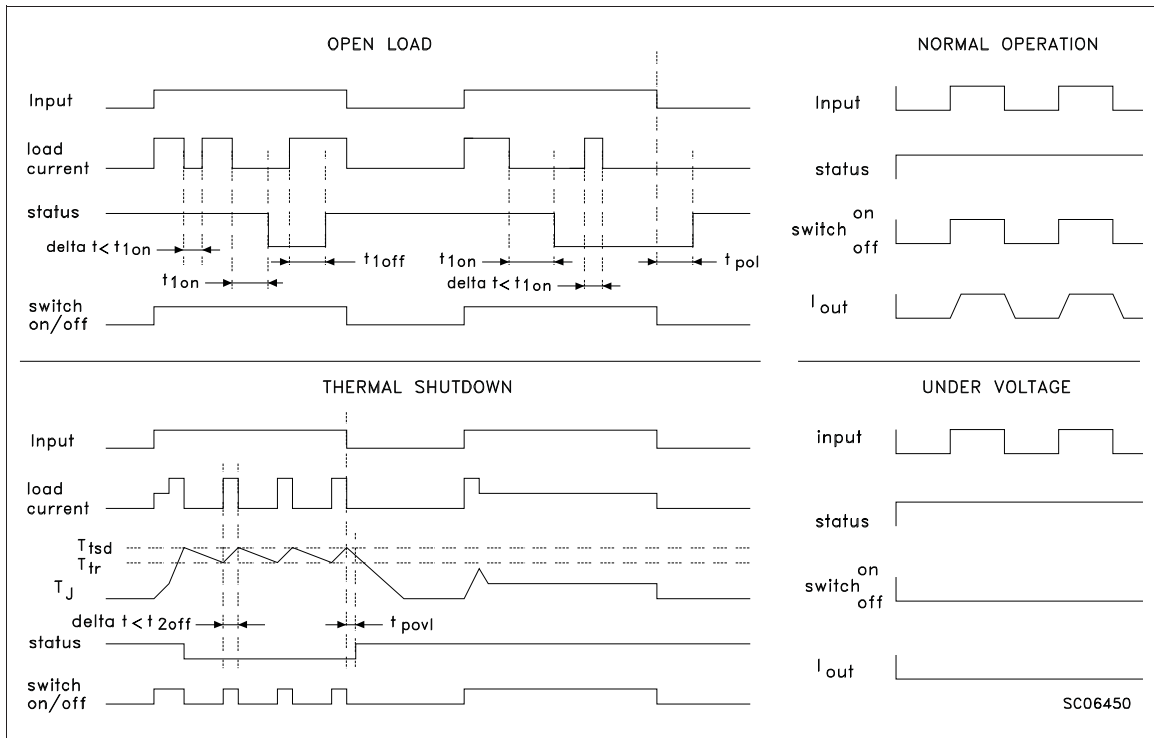 OPEN LOAD
Input
load
current
status
delta t< t1on
t1on
t1off
t1on
delta t< t1on
tpol
switch
on/off
NORMAL OPERATION
Input
status
switch on
off
Iout
THERMAL SHUTDOWN
Input
load
current
Ttsd
Ttr
TJ
delta t < t2off
tpovl
status
switch
on/off
UNDER VOLTAGE
input
status
switch on
off
Iout
SC06450